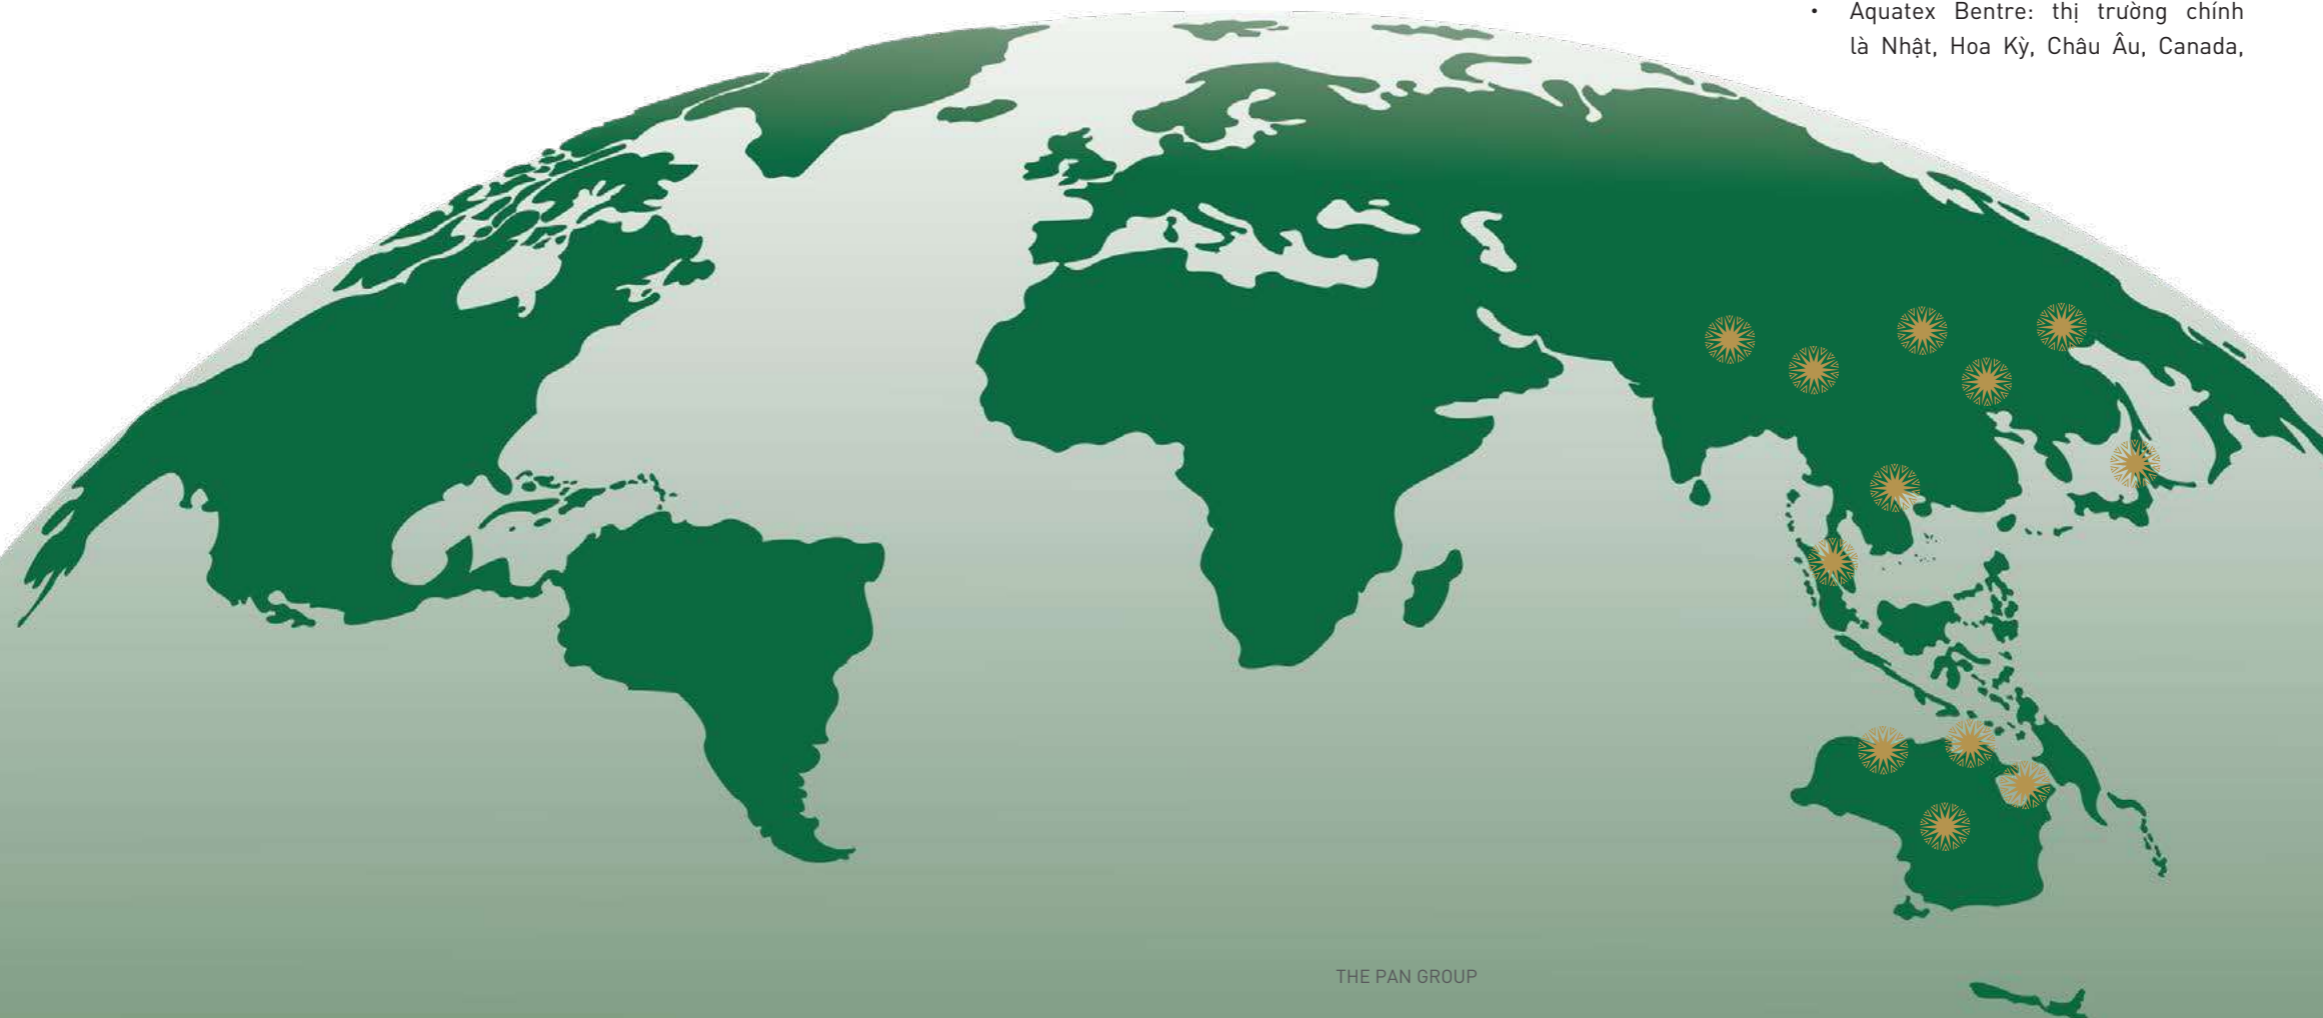 • Aquatex Bentre: thị trường chính
là Nhật, Hoa Kỳ, Châu Âu, Canada,
THE PAN GROUP